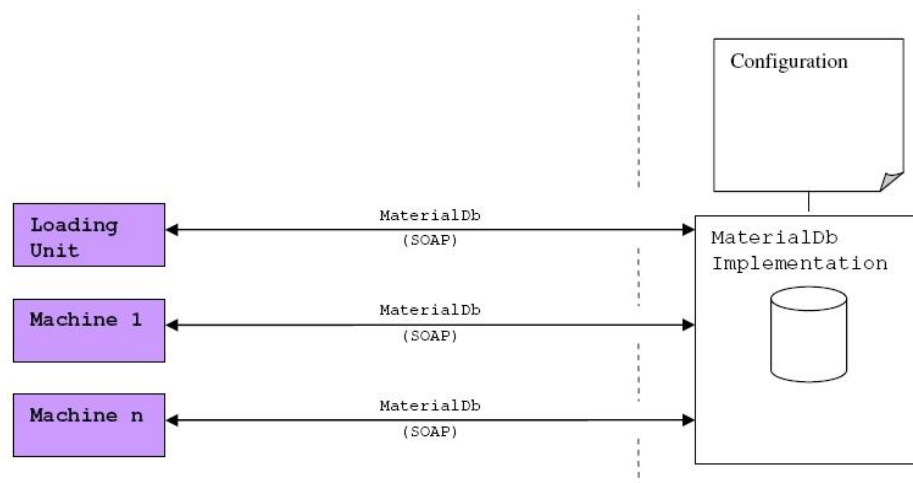 Configuration
Loading
Unit
MaterialDb
(SOAP)
MaterialDb
Implementation
Machine 1
MaterialDb
(SOAP)
Machine n
MaterialDb
(SOAP)